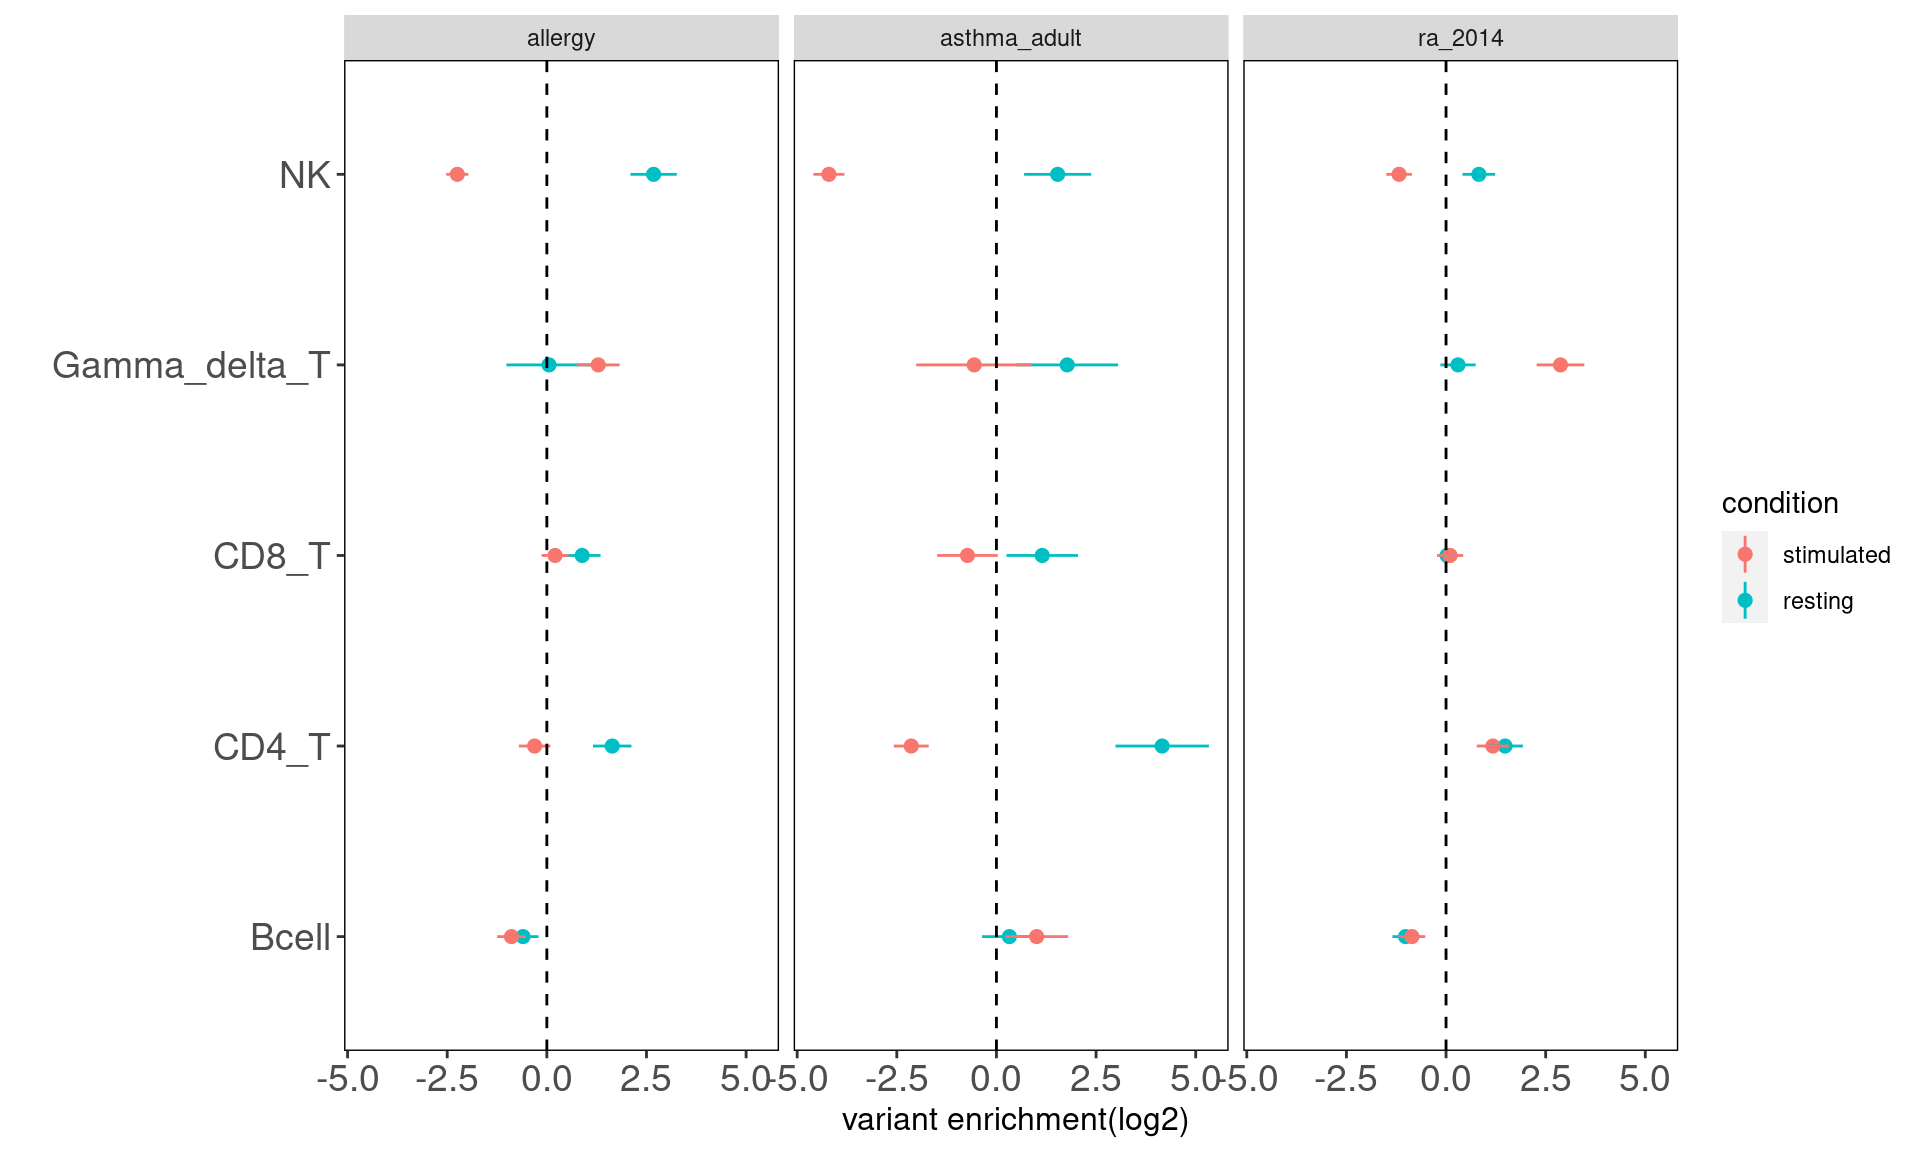 allergy
asthma_adult
ra_2014
NK
Gamma_delta_T
CD8_T
CD4_T
Bcell
-5.0 -2.5 0.0 2.5 5.0 -5.0 -2.5 0.0 2.5 5.0 -5.0 -2.5 0.0 2.5 5.0
variant enrichment(log2)
condition
stimulated
resting